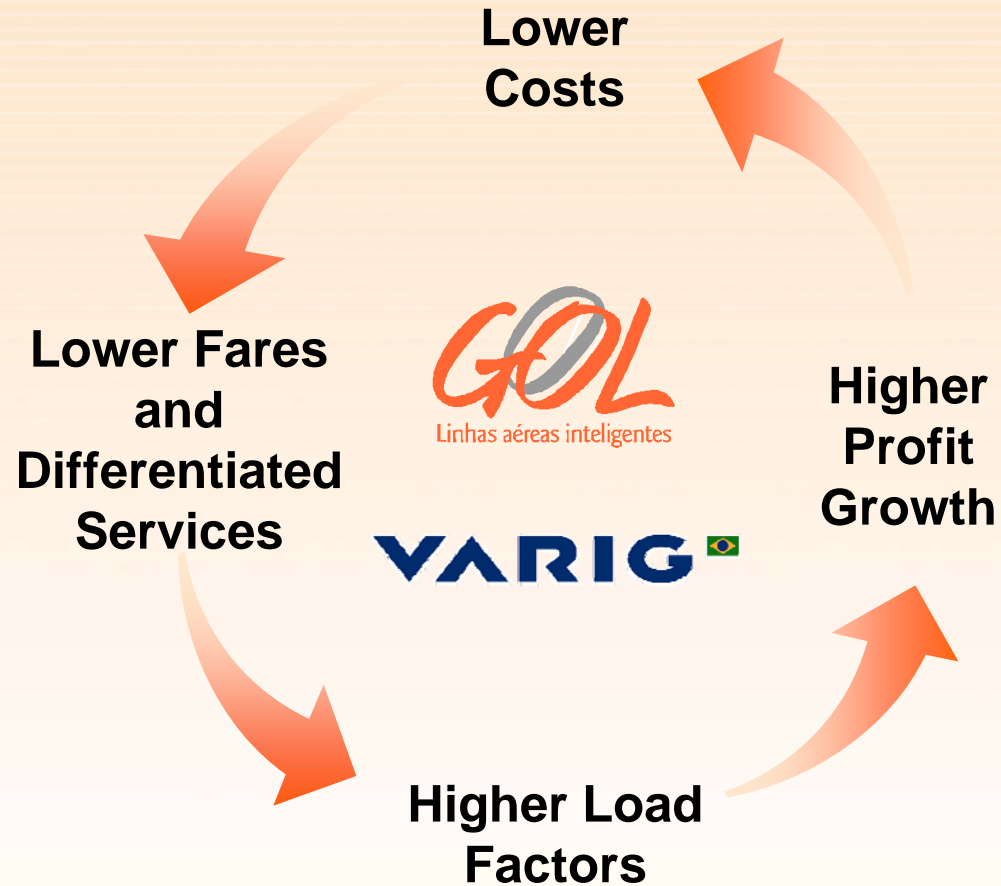 Lower
Costs
Lower Fares
and
Differentiated
Services
GOL
Linhas aéreas inteligentes
VARIG
Higher
Profit
Growth
Higher Load
Factors